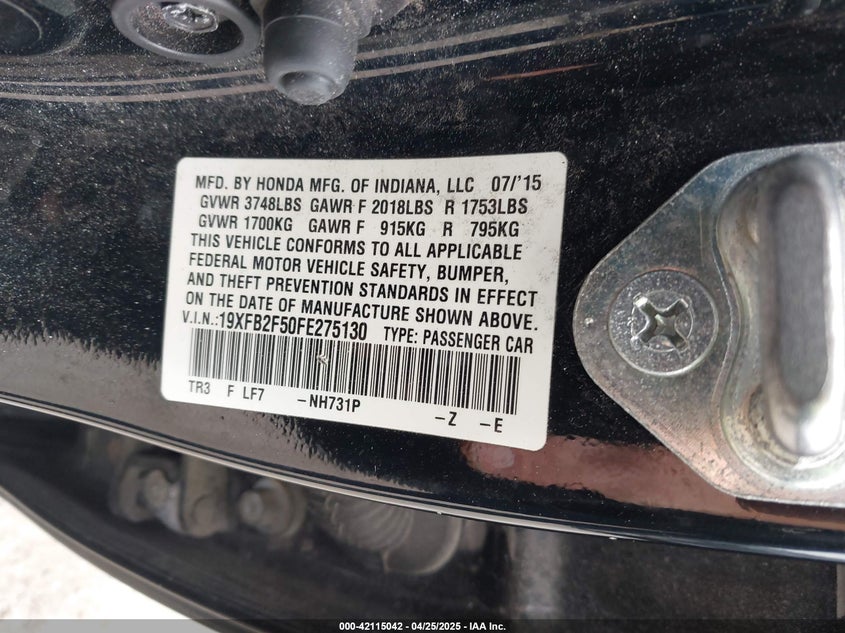 MFD. BY HONDA MFG. OF INDIANA, LLC 07/'15
GVWR 3748LBS GAWR F 2018LBS R 1753LBS
GVWR 1700KG GAWR F 915KG R 795KG
THIS VEHICLE CONFORMS TO ALL APPLICABLE
FEDERAL MOTOR VEHICLE SAFETY, BUMPER,
AND THEFT PREVENTION STANDARDS IN EFFECT
ON THE DATE OF MANUFACTURE SHOWN ABOVE.
V.I.N.:19XFB2F50FE275130 TYPE: PASSENGER CAR
TR3 F LF7 -NH731P -Z -E
000-42115042 - 04/25/2025 - IAA Inc.